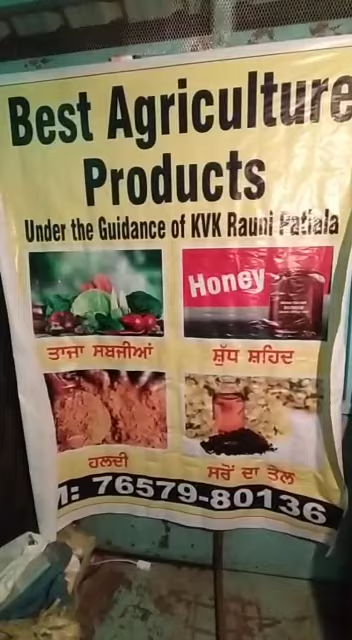 Best Agriculture
Products
Under the Guidance of KVK Rauni Patiala
Honey
ਤਾਜਾ ਸਬਜੀਆਂ
ਸ਼ੁੱਧ ਸ਼ਹਿਦ
ਹਲਦੀ
ਸਰੋਂ ਦਾ ਤੇਲ
M: 76579-80136